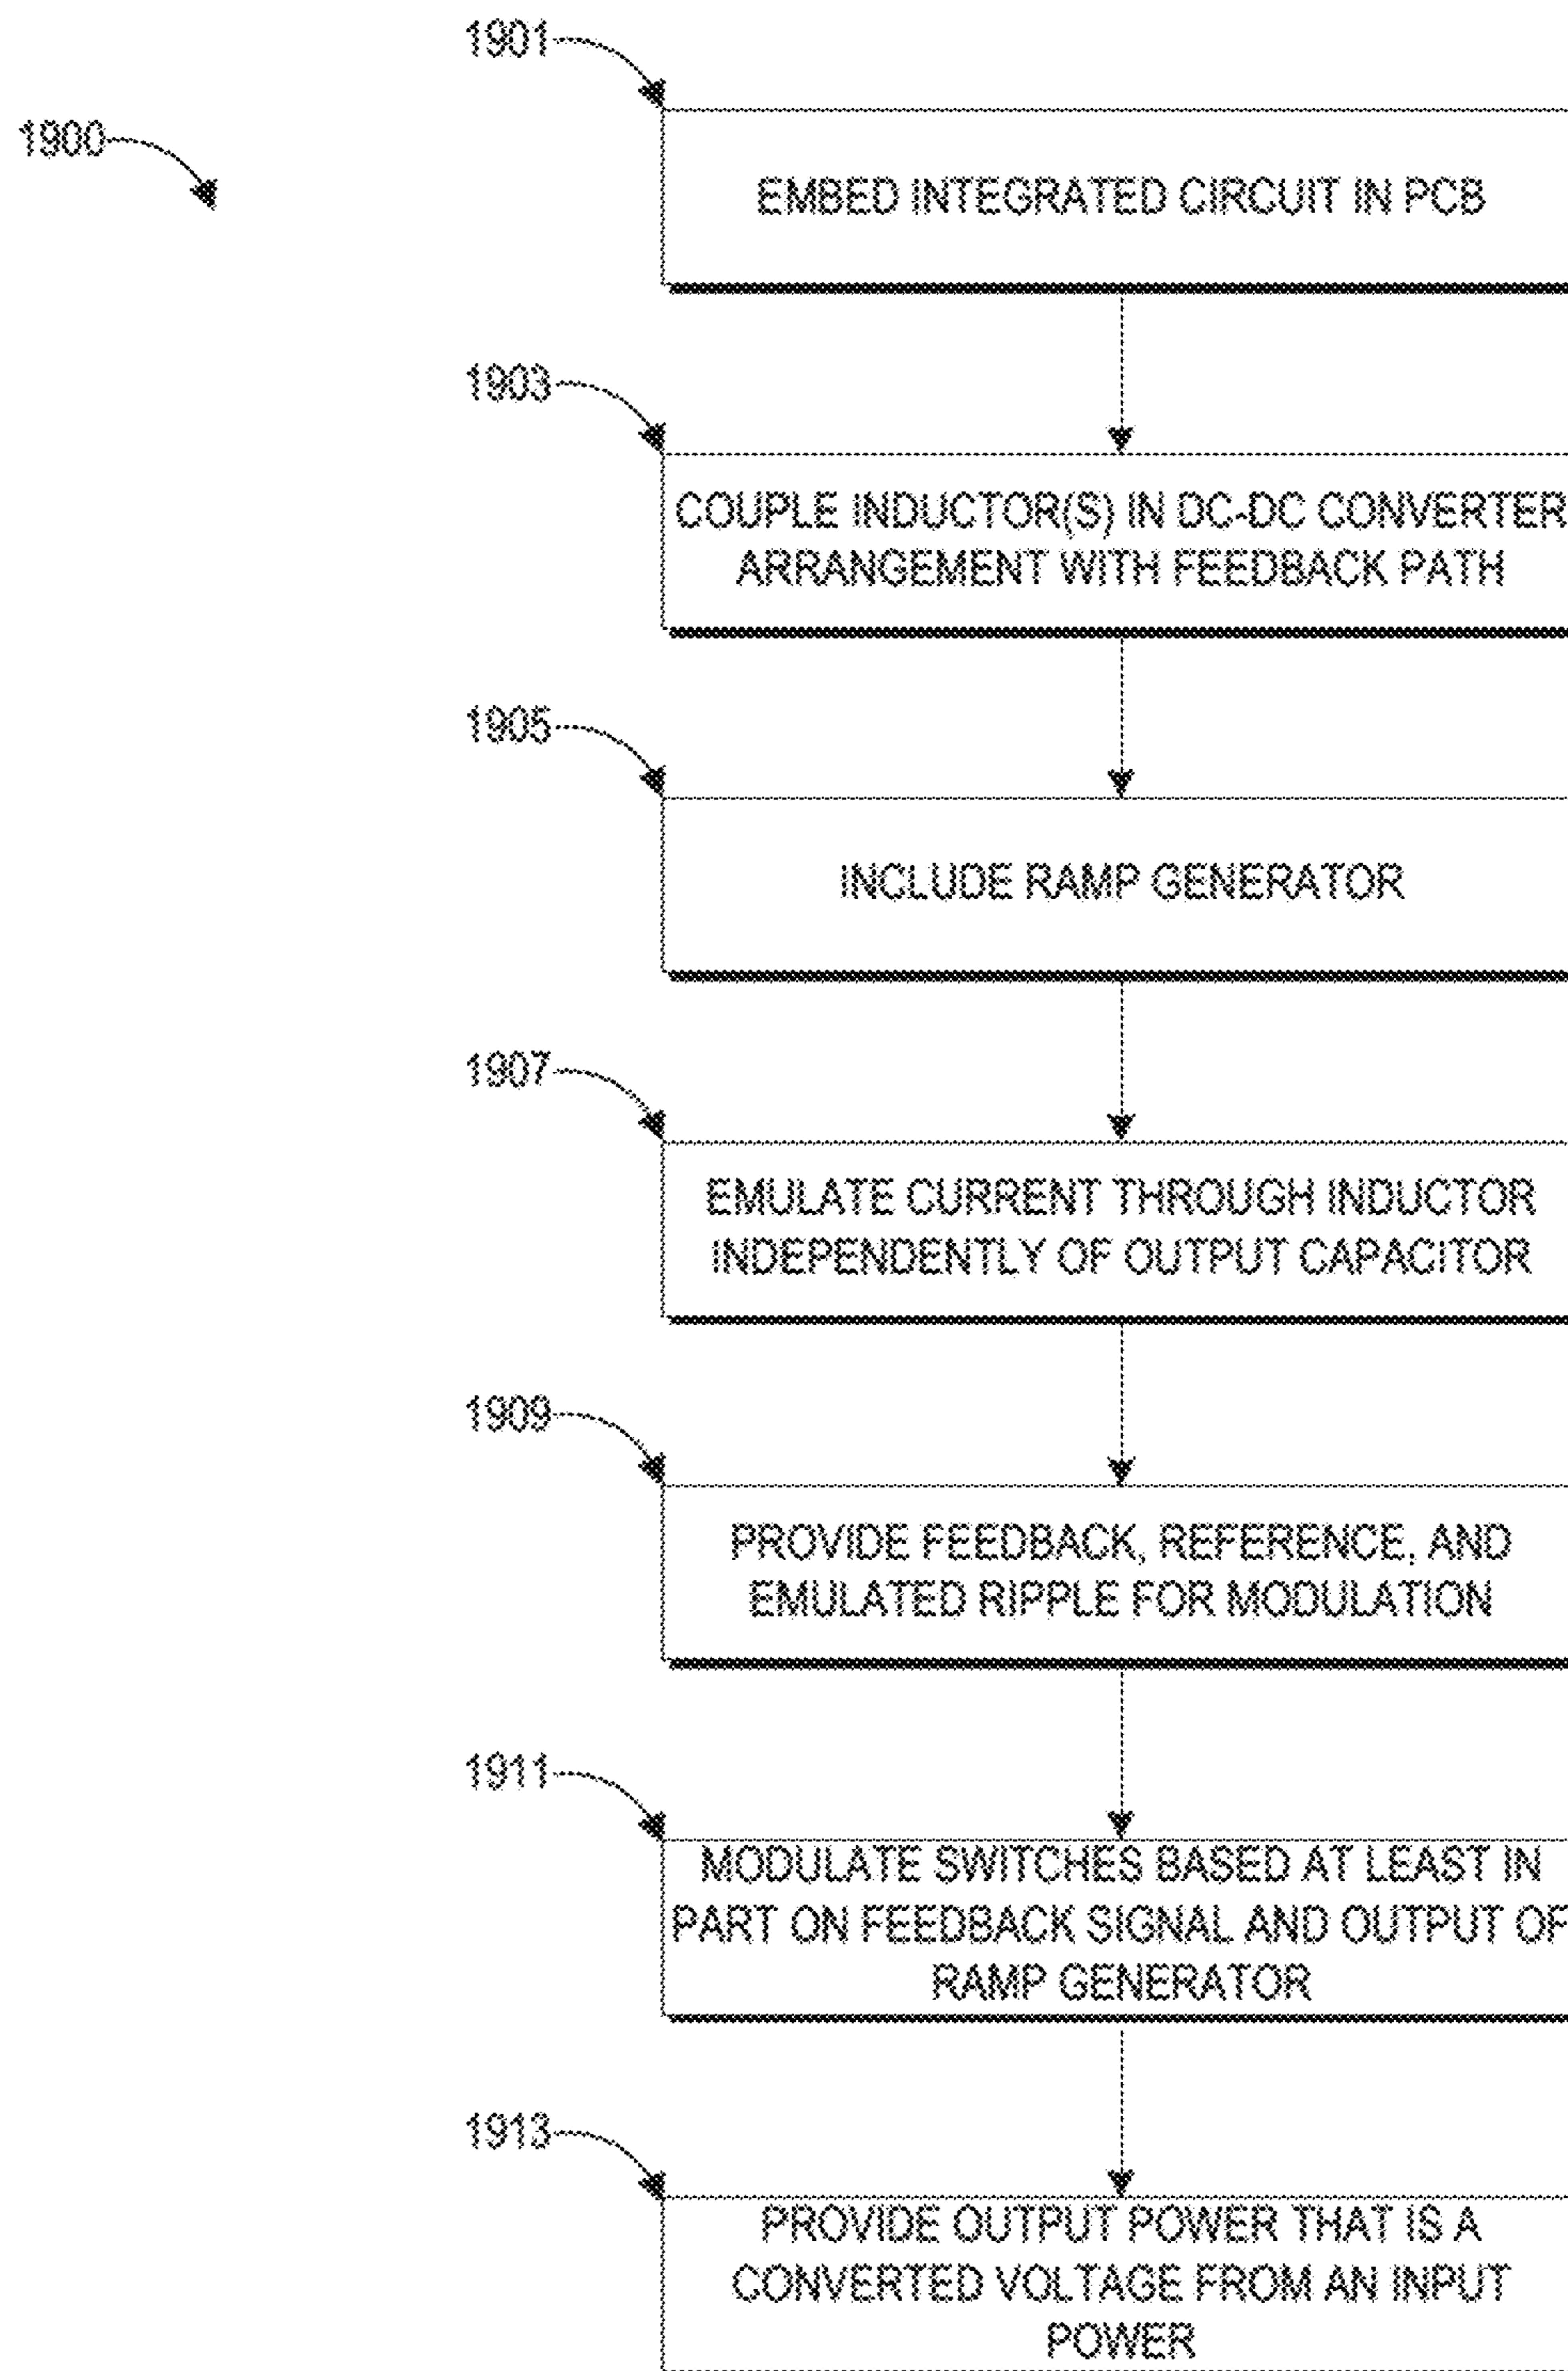 1901
1900
EMBED INTEGRATED CIRCUIT IN PCB
1903
COUPLE INDUCTOR(S) IN DC-DC CONVERTER
ARRANGEMENT WITH FEEDBACK PATH
1905
INCLUDE RAMP GENERATOR
1907
EMULATE CURRENT THROUGH INDUCTOR
INDEPENDENTLY OF OUTPUT CAPACITOR
1909
PROVIDE FEEDBACK, REFERENCE, AND
EMULATED RIPPLE FOR MODULATION
1911
MODULATE SWITCHES BASED AT LEAST IN
PART ON FEEDBACK SIGNAL AND OUTPUT OF
RAMP GENERATOR
1913
PROVIDE OUTPUT POWER THAT IS A
CONVERTED VOLTAGE FROM AN INPUT
POWER